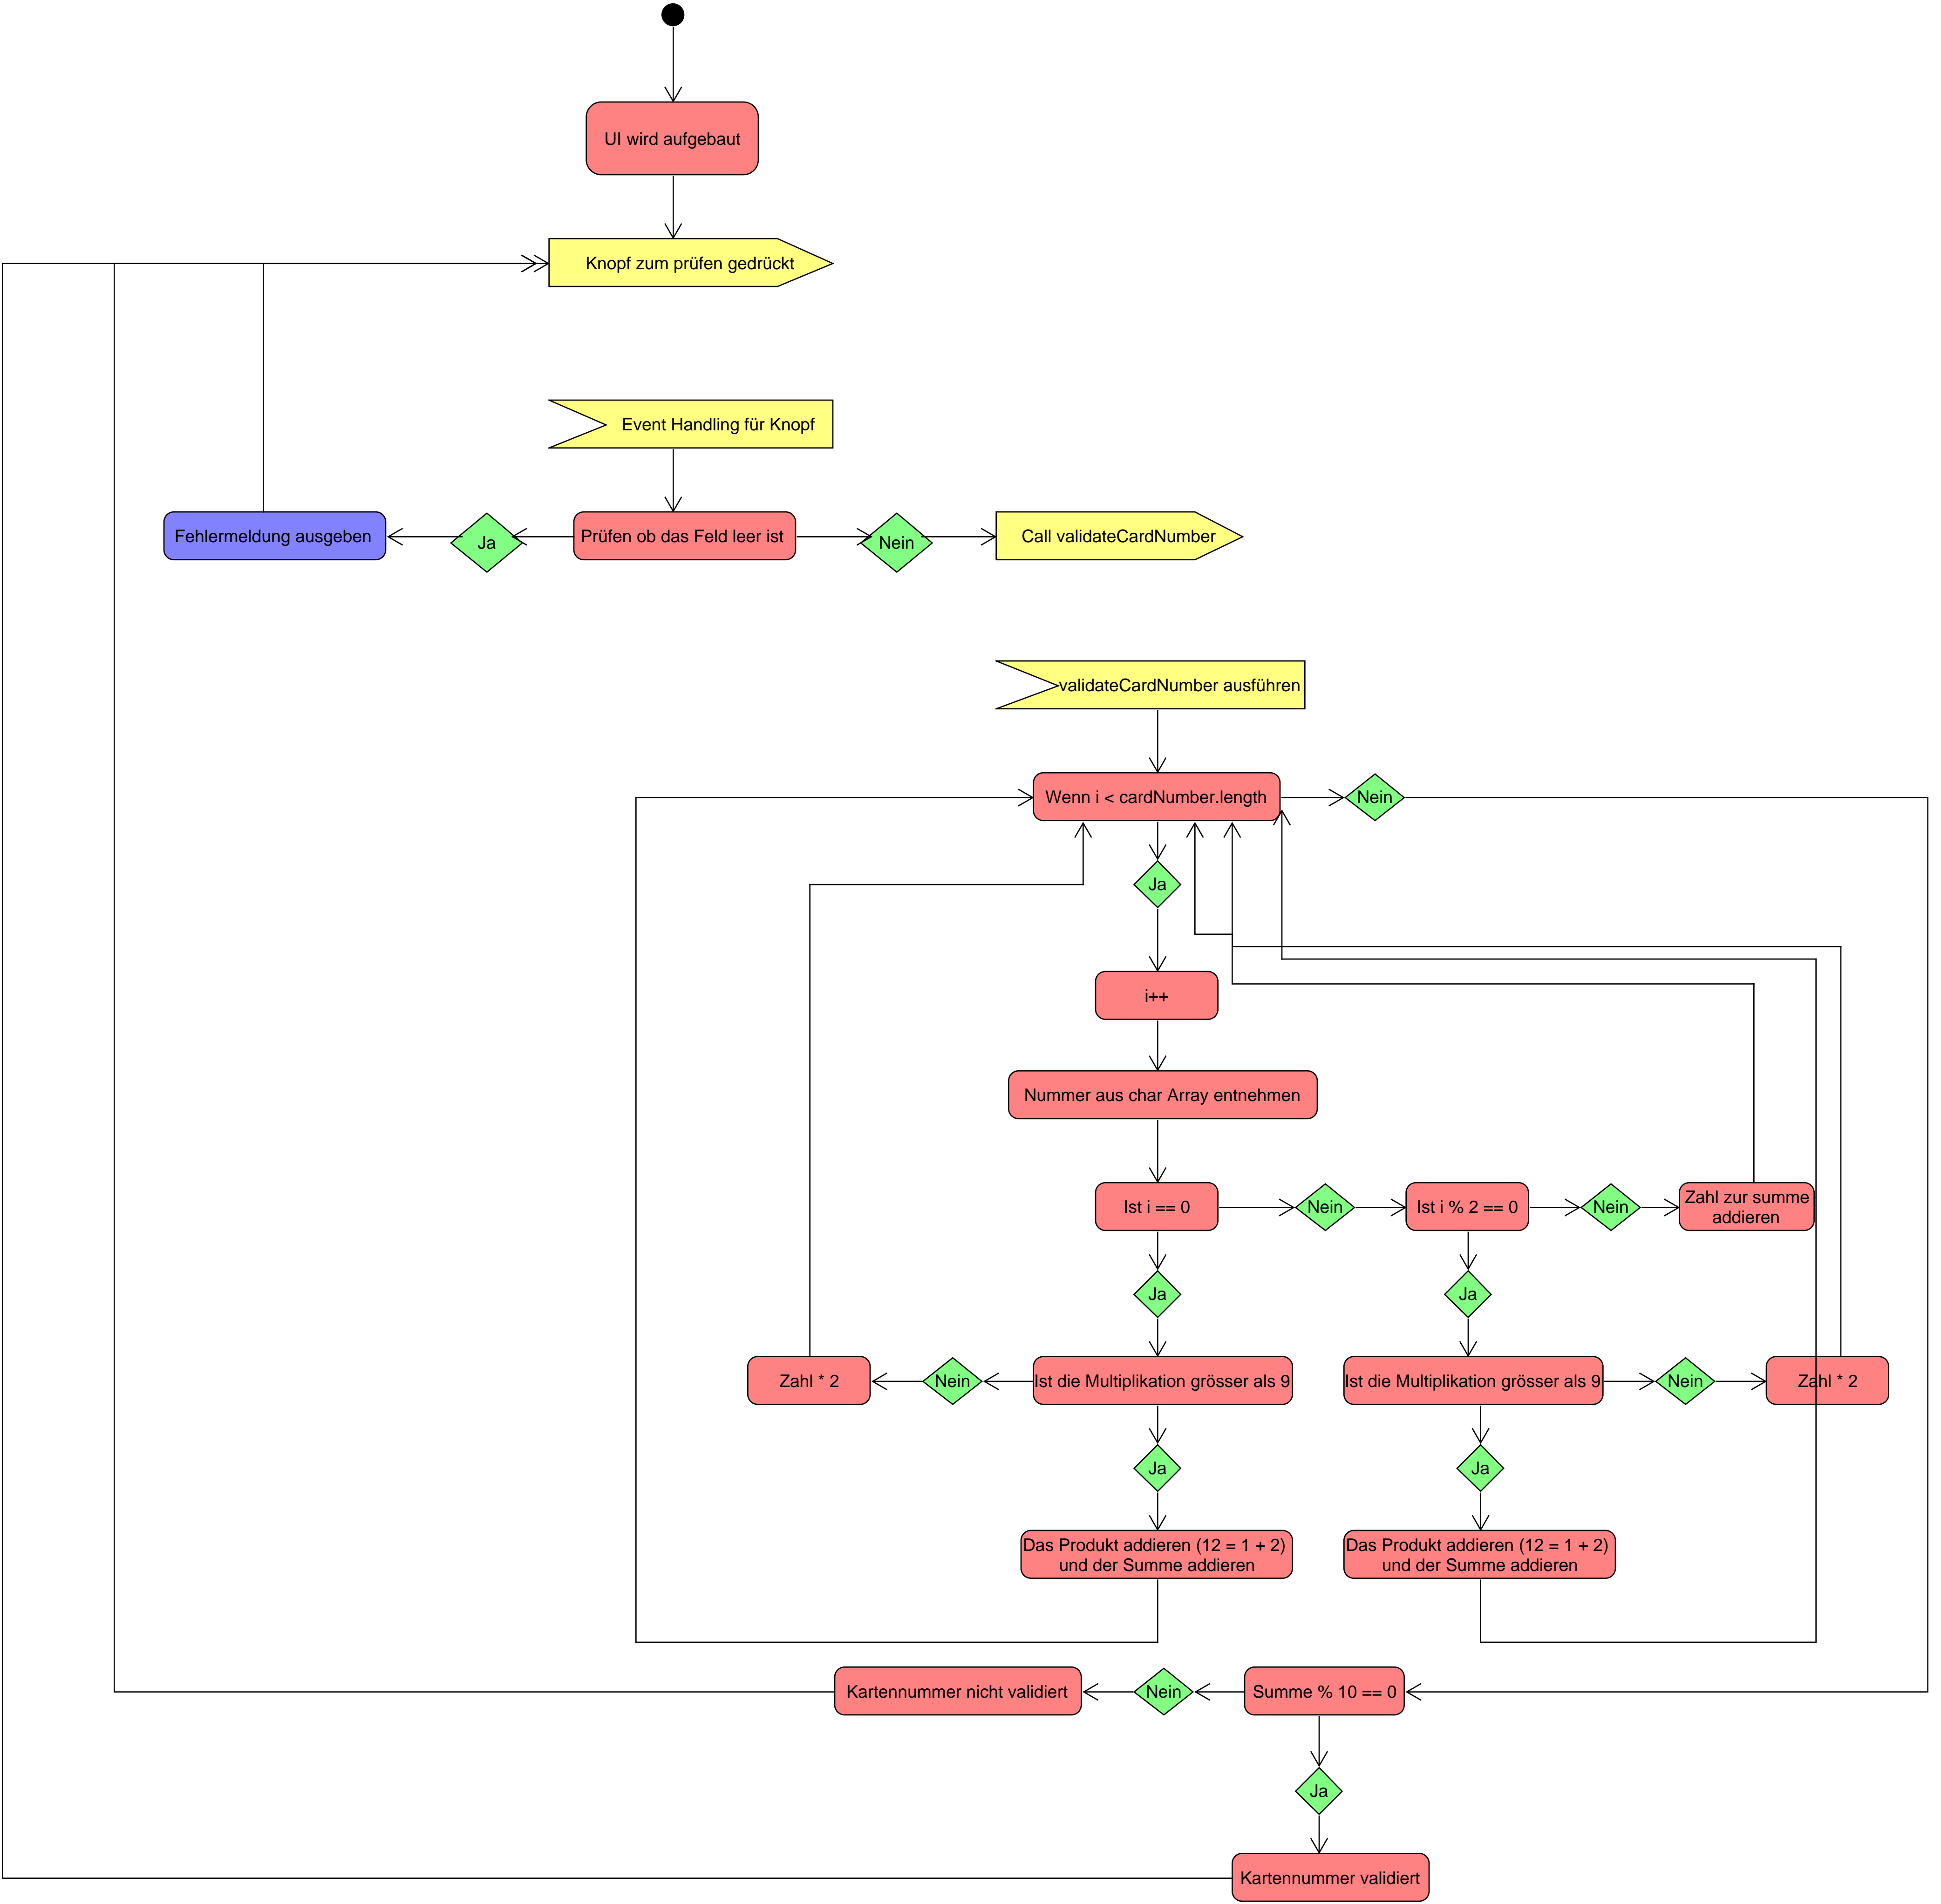 UI wird aufgebaut
Knopf zum prüfen gedrückt
Event Handling für Knopf
Fehlermeldung ausgeben
Ja
Prüfen ob das Feld leer ist
Nein
Call validateCardNumber
validateCardNumber ausführen
Wenn i < cardNumber.length
Nein
Ja
i++
Nummer aus char Array entnehmen
Ist i == 0
Nein
Ist i % 2 == 0
Nein
Zahl zur summe
addieren
Ja
Ja
Zahl * 2
Nein
Ist die Multiplikation grösser als 9
Ist die Multiplikation grösser als 9
Nein
Zahl * 2
Ja
Ja
Das Produkt addieren (12 = 1 + 2)
und der Summe addieren
Das Produkt addieren (12 = 1 + 2)
und der Summe addieren
Kartennummer nicht validiert
Nein
Summe % 10 == 0
Ja
Kartennummer validiert